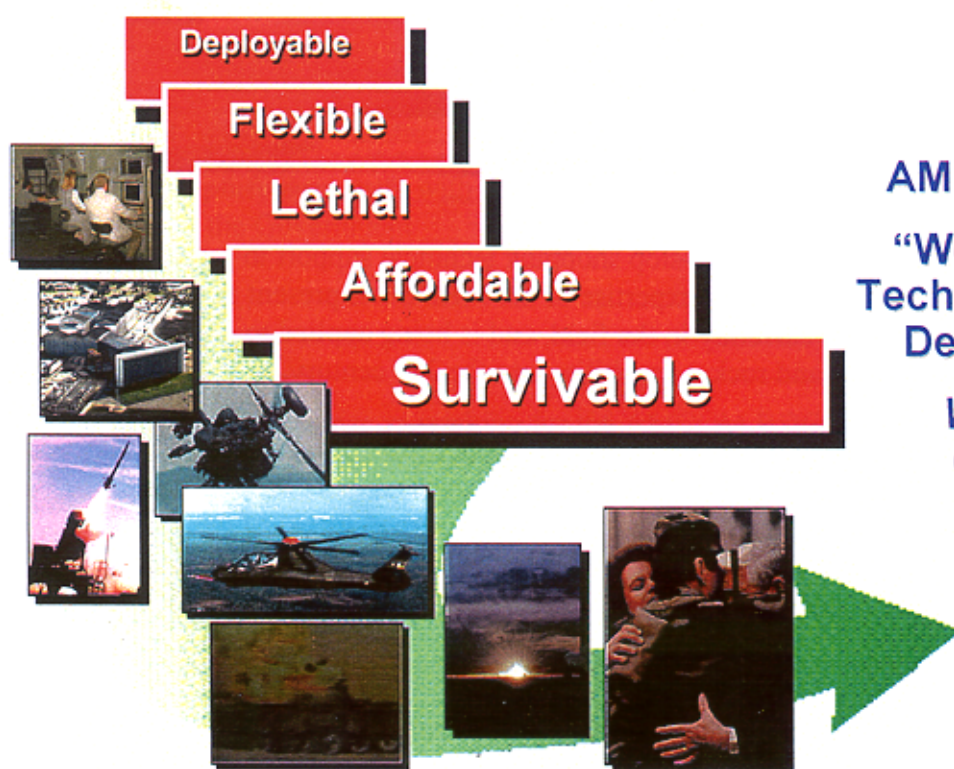 Deployable
Flexible
Lethal
Affordable
Survivable
AM
“W
Tech
De